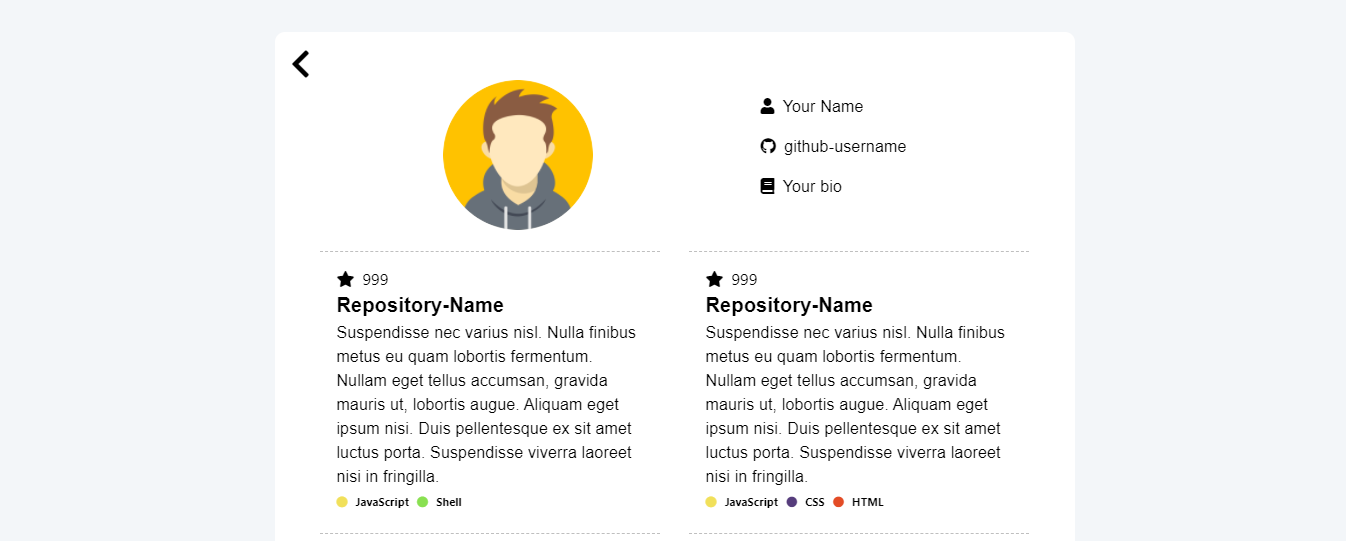 Your Name
github-username
Your bio
999
Repository-Name
Suspendisse nec varius nisl. Nulla finibus
metus eu quam lobortis fermentum.
Nullam eget tellus accumsan, gravida
mauris ut, lobortis augue. Aliquam eget
ipsum nisi. Duis pellentesque ex sit amet
luctus porta. Suspendisse viverra laoreet
nisi in fringilla.
JavaScript Shell
999
Repository-Name
Suspendisse nec varius nisl. Nulla finibus
metus eu quam lobortis fermentum.
Nullam eget tellus accumsan, gravida
mauris ut, lobortis augue. Aliquam eget
ipsum nisi. Duis pellentesque ex sit amet
luctus porta. Suspendisse viverra laoreet
nisi in fringilla.
JavaScript CSS HTML